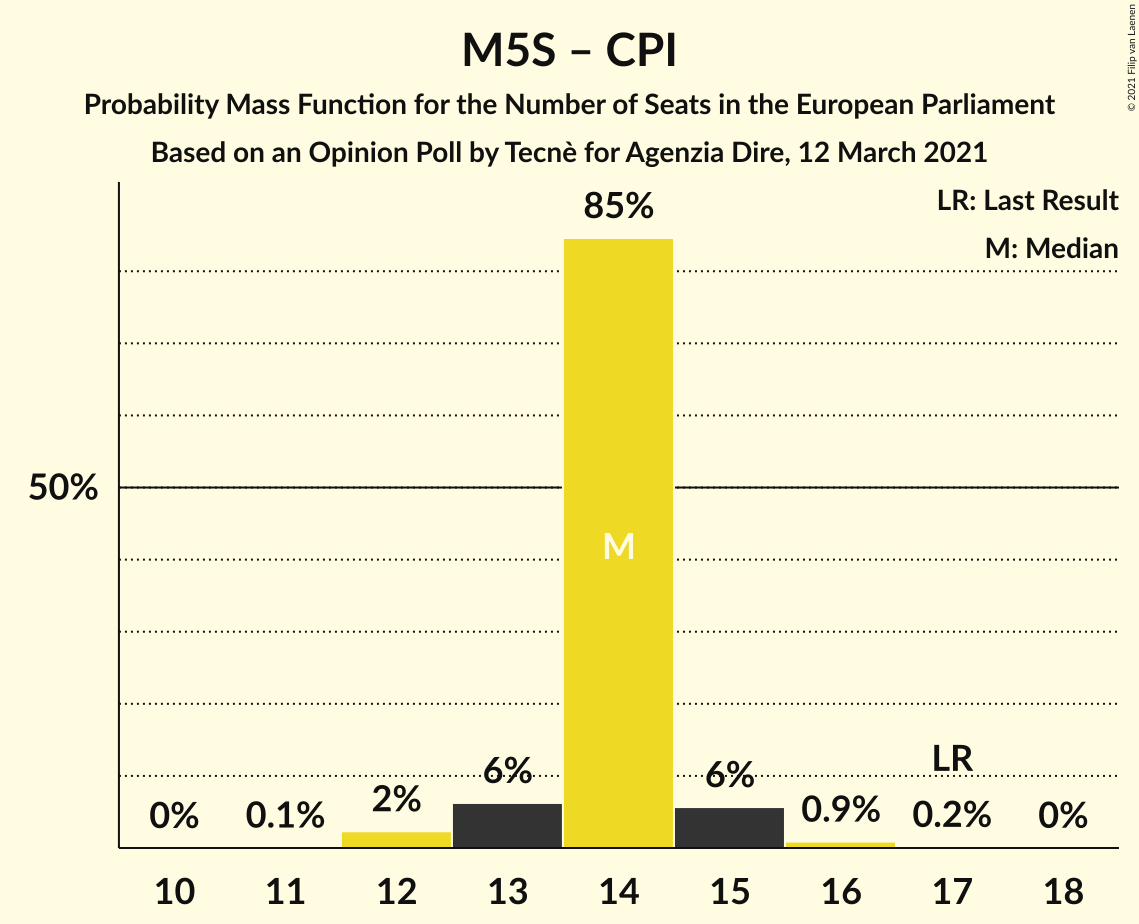 M5S – CPI
Probability Mass Function for the Number of Seats in the European Parliament
Based on an Opinion Poll by Tecnè for Agenzia Dire, 12 March 2021
© 2021 Filip van Laenen
LR: Last Result
M: Median
85%
50%
M
LR
0% 0.1% 2% 6% 6% 0.9% 0.2% 0%
10 11 12 13 14 15 16 17 18